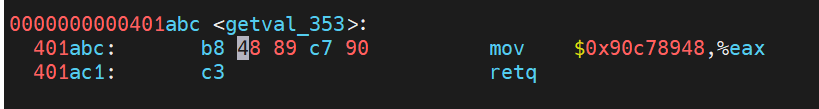 0000000000401abc <getval_353>:
401abc: b8 48 89 c7 90 mov $0x90c78948,%eax
401ac1: c3 retq